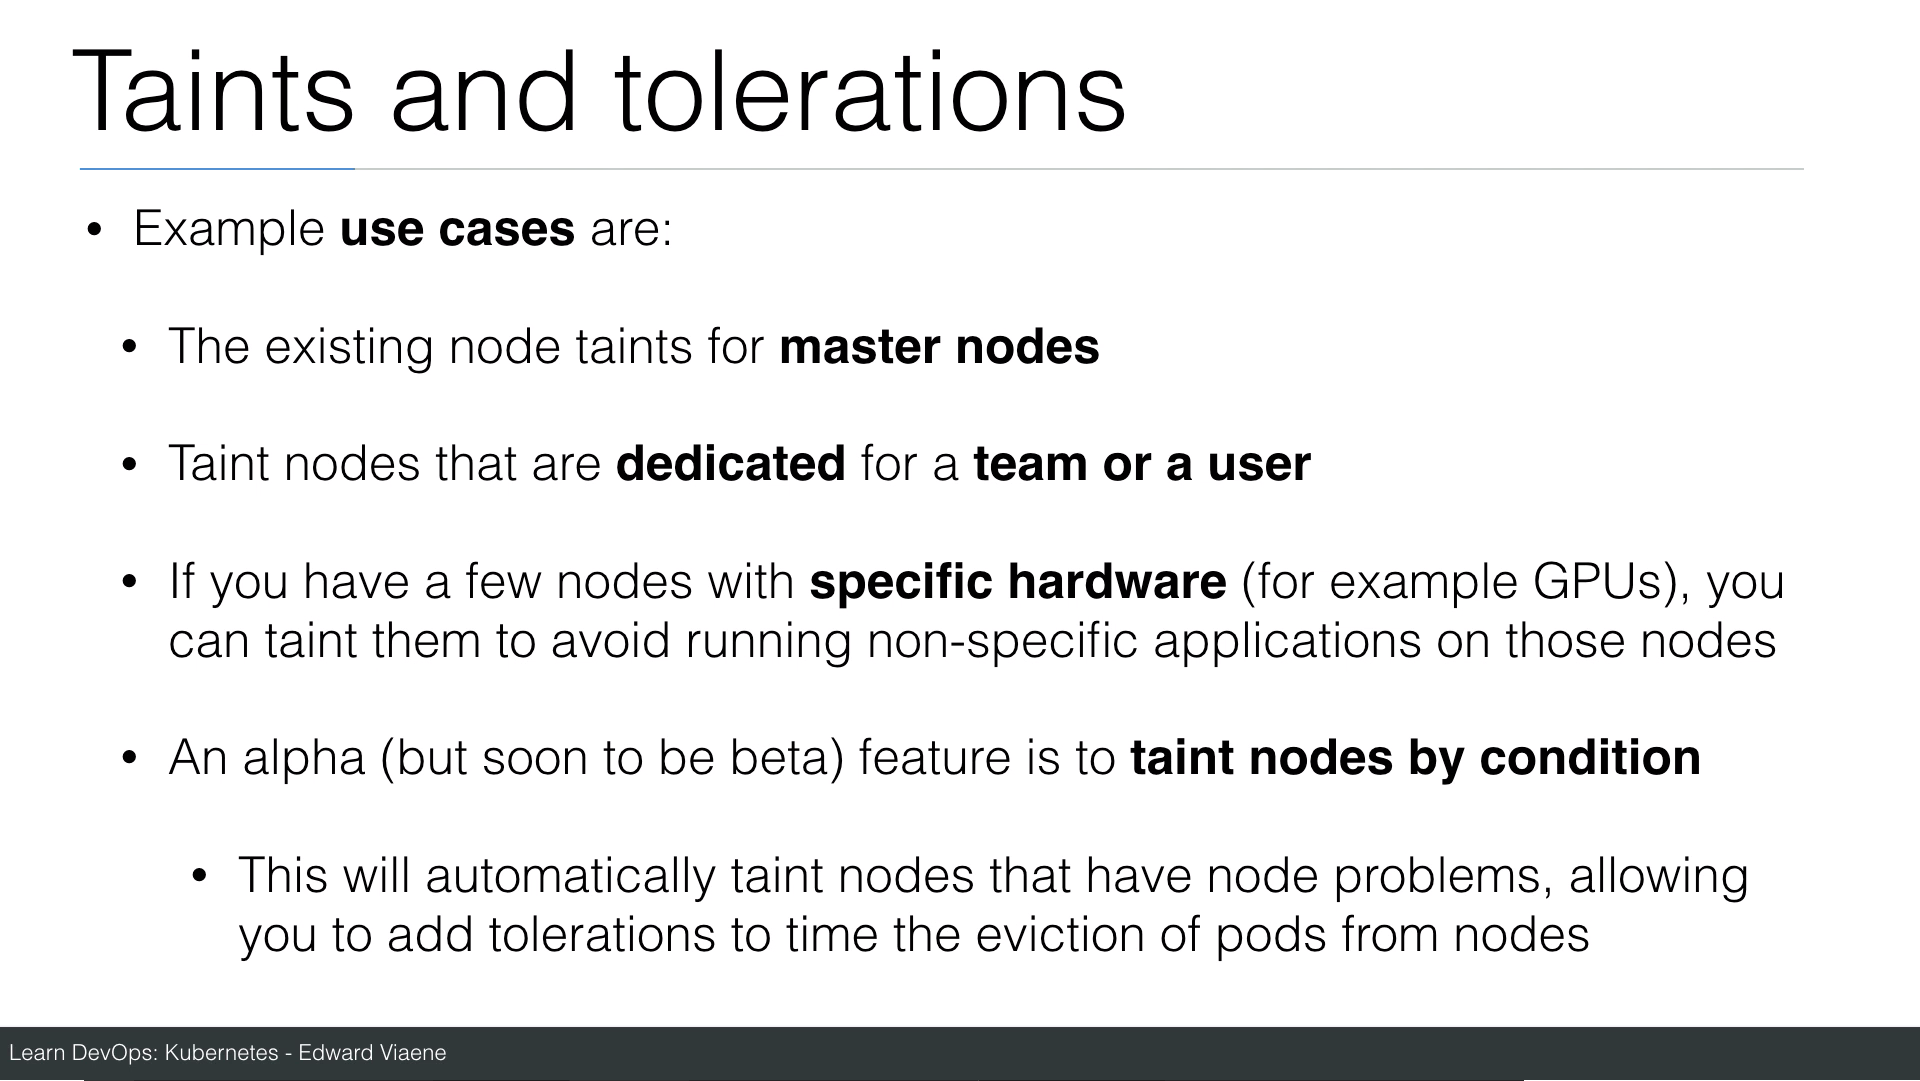 Taints and tolerations
• Example use cases are:
• The existing node taints for master nodes
• Taint nodes that are dedicated for a team or a user
• If you have a few nodes with specific hardware (for example GPUs), you
can taint them to avoid running non-specific applications on those nodes
• An alpha (but soon to be beta) feature is to taint nodes by condition
• This will automatically taint nodes that have node problems, allowing
you to add tolerations to time the eviction of pods from nodes
Learn DevOps: Kubernetes - Edward Viaene